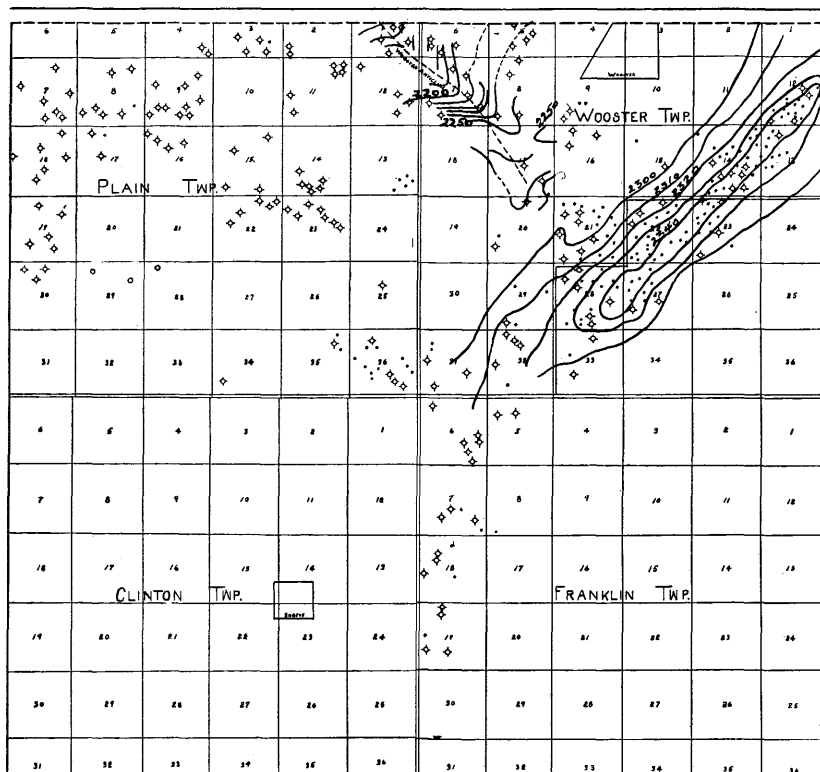 6 5 4 3 2 6 4 3 1
WOOSTER
7 8 9 10 11 12 8 12
2200
2250
2250
WOOSTER TWP.
17 16 15 14 13 18 16
PLAIN TWP.
2300 2310 2320
2340
19 20 21 22 23 24 19 20 21 23 24
30 29 28 27 26 25 30 29 28 27 26 25
31 32 33 34 35 36 32 33 34 35 36
6 5 4 3 2 1 6 5 4 3 2 1
7 8 9 10 11 12 7 8 9 10 11 12
18 17 16 15 14 13 18 17 16 15 14 13
CLINTON TWP.
SHREVE
FRANKLIN TWP.
19 20 21 22 23 24 19 20 21 22 23 24
30 29 28 27 26 25 30 29 28 27 26 25
31 32 33 34 35 36 31 32 33 34 35 36